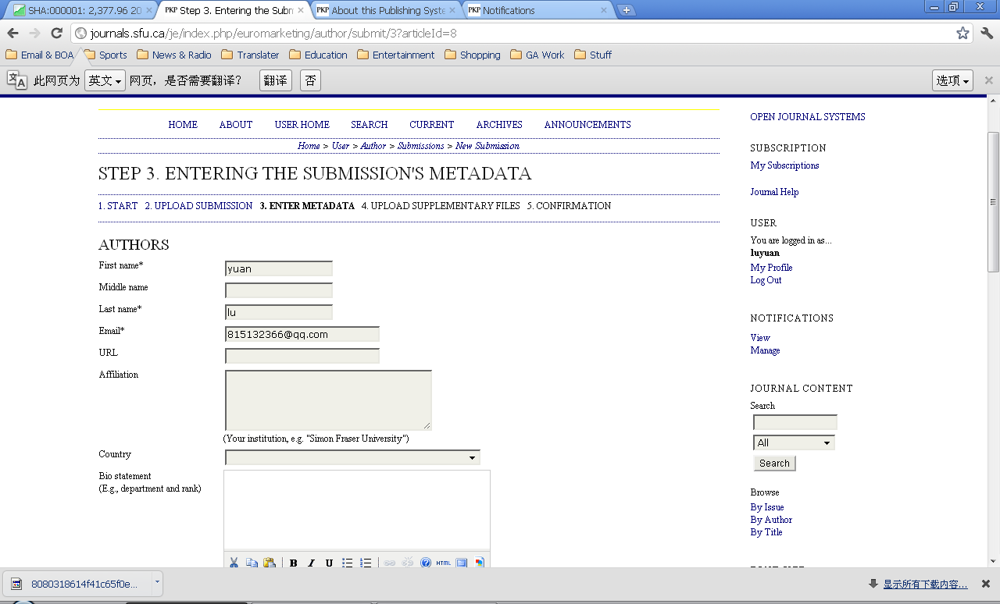 SHA:000001: 2,377.96 20
PKP Step 3. Entering the Subm
PKP About this Publishing Syste
PKP Notifications
journals.sfu.ca/je/index.php/euromarketing/author/submit/3?articleId=8
Email & BOA Sports News & Radio Translater Education Entertainment Shopping GA Work Stuff
此网页为 英文 网页，是否需要翻译？ 翻译 否 选项
HOME ABOUT USER HOME SEARCH CURRENT ARCHIVES ANNOUNCEMENTS
Home > User > Author > Submissions > New Submission
STEP 3. ENTERING THE SUBMISSION'S METADATA
1. START 2. UPLOAD SUBMISSION 3. ENTER METADATA 4. UPLOAD SUPPLEMENTARY FILES 5. CONFIRMATION
AUTHORS
First name* yuan
Middle name
Last name* lu
Email* 815132366@qq.com
URL
Affiliation
(Your institution, e.g. "Simon Fraser University")
Country
Bio statement
(E.g., department and rank)
B I U HTML
OPEN JOURNAL SYSTEMS
SUBSCRIPTION
My Subscriptions
Journal Help
USER
You are logged in as...
luyuan
My Profile
Log Out
NOTIFICATIONS
View
Manage
JOURNAL CONTENT
Search
All
Search
Browse
By Issue
By Author
By Title
8080318614f41c65f0e...
显示所有下载内容...